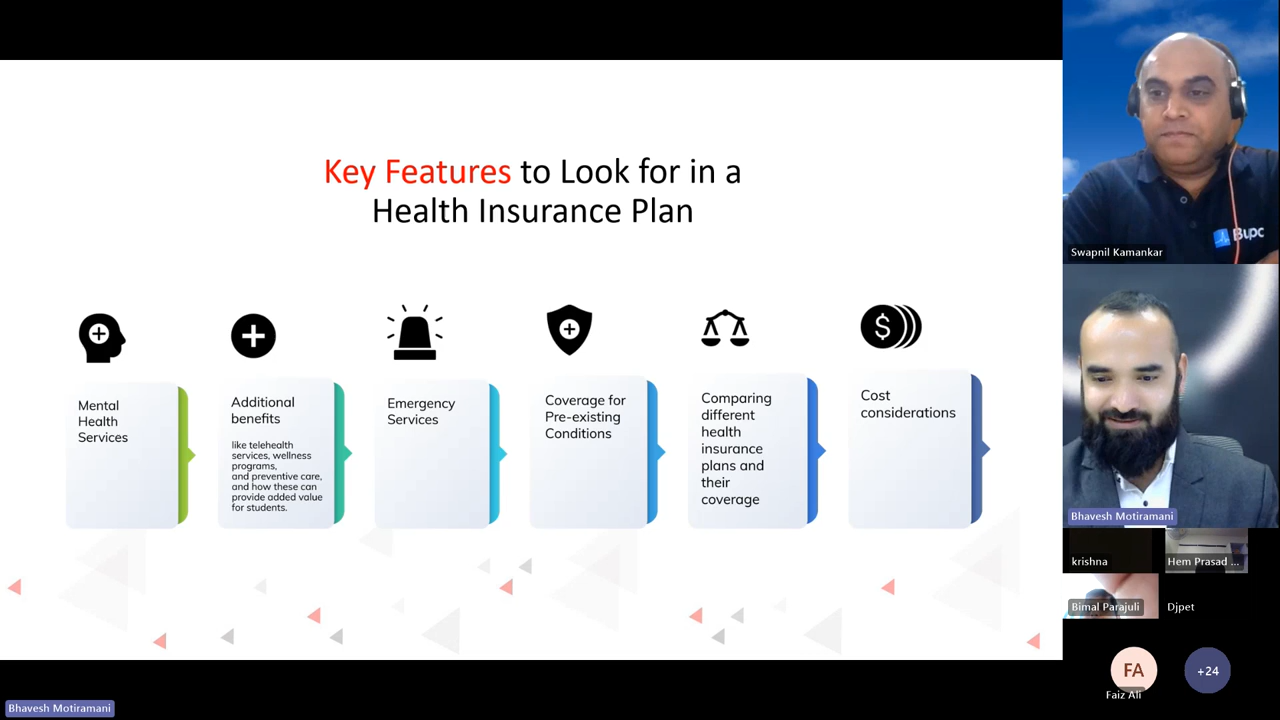 Key Features to Look for in a
Health Insurance Plan
Mental
Health
Services
Additional
benefits
like telehealth
services, wellness
programs,
and preventive care,
and how these can
provide added value
for students.
Emergency
Services
Coverage for
Pre-existing
Conditions
Comparing
different
health
insurance
plans and
their
coverage
Cost
considerations
Bupa
Swapnil Kamankar
Bhavesh Motiramani
krishna
Hem Prasad ...
Bimal Parajuli
Djpet
FA
Faiz Ali
+24
Bhavesh Motiramani